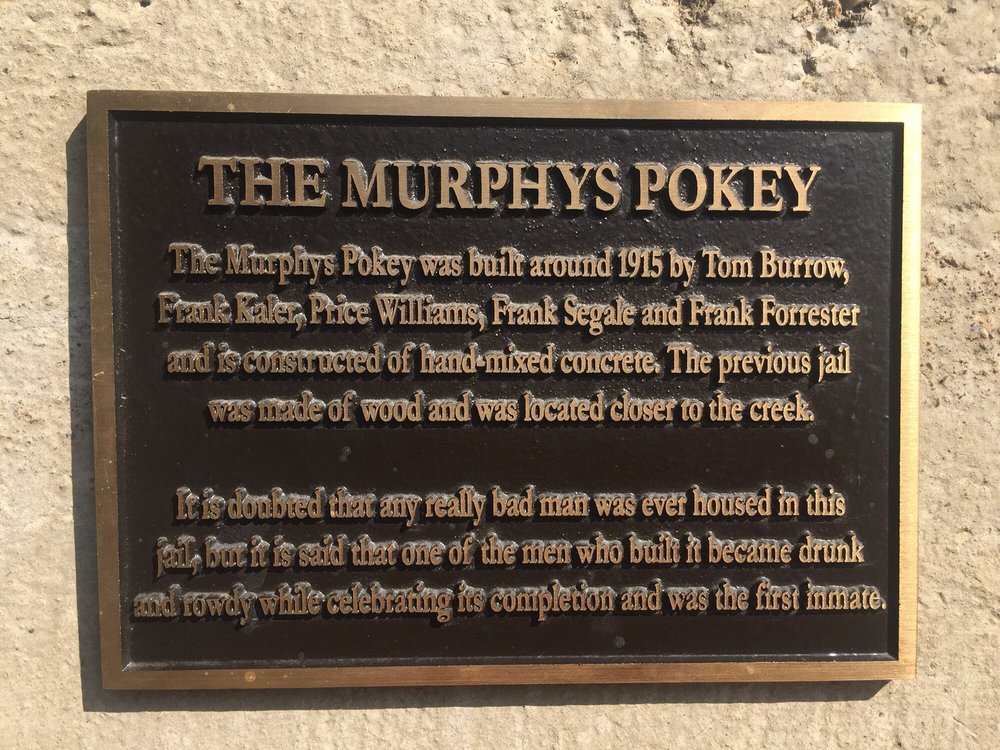 THE MURPHYS POKEY
The Murphys Pokey was built around 1915 by Tom Burrow,
Frank Kaler, Price Williams, Frank Segale and Frank Forrester
and is constructed of hand-mixed concrete. The previous jail
was made of wood and was located closer to the creek.
It is doubted that any really bad man was ever housed in this
jail, but it is said that one of the men who built it became drunk
and rowdy while celebrating its completion and was the first inmate.